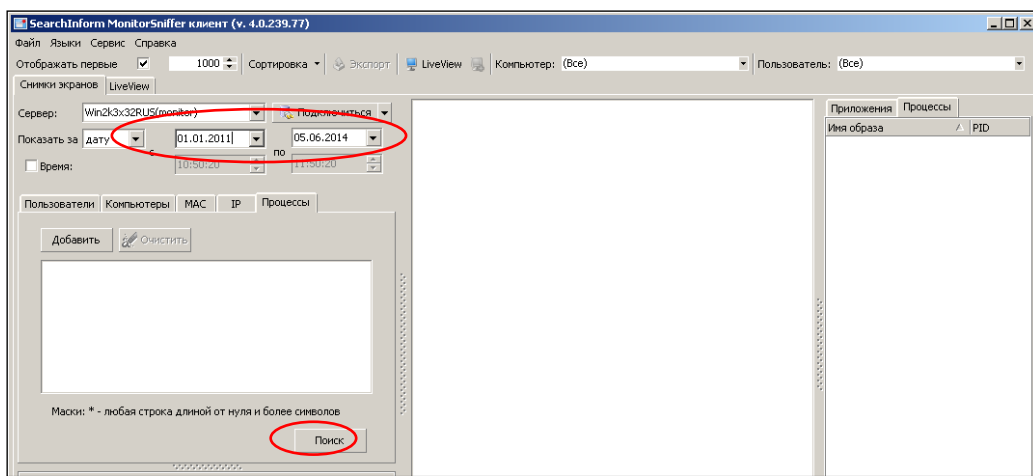 SearchInform MonitorSniffer клиент (v. 4.0.239.77)
Файл Языки Сервис Справка
Отображать первые 1000 Сортировка Экспорт LiveView Компьютер: (Все) Пользователь: (Все)
Снимки экранов LiveView
Сервер: Win2k3x32RUS(monitor) Подключиться
Приложения Процессы
Показать за дату с 01.01.2011 по 05.06.2014
Имя образа PID
Время: 10:50:20 11:50:20
Пользователи Компьютеры MAC IP Процессы
Добавить Очистить
Маски: * - любая строка длиной от нуля и более символов
Поиск